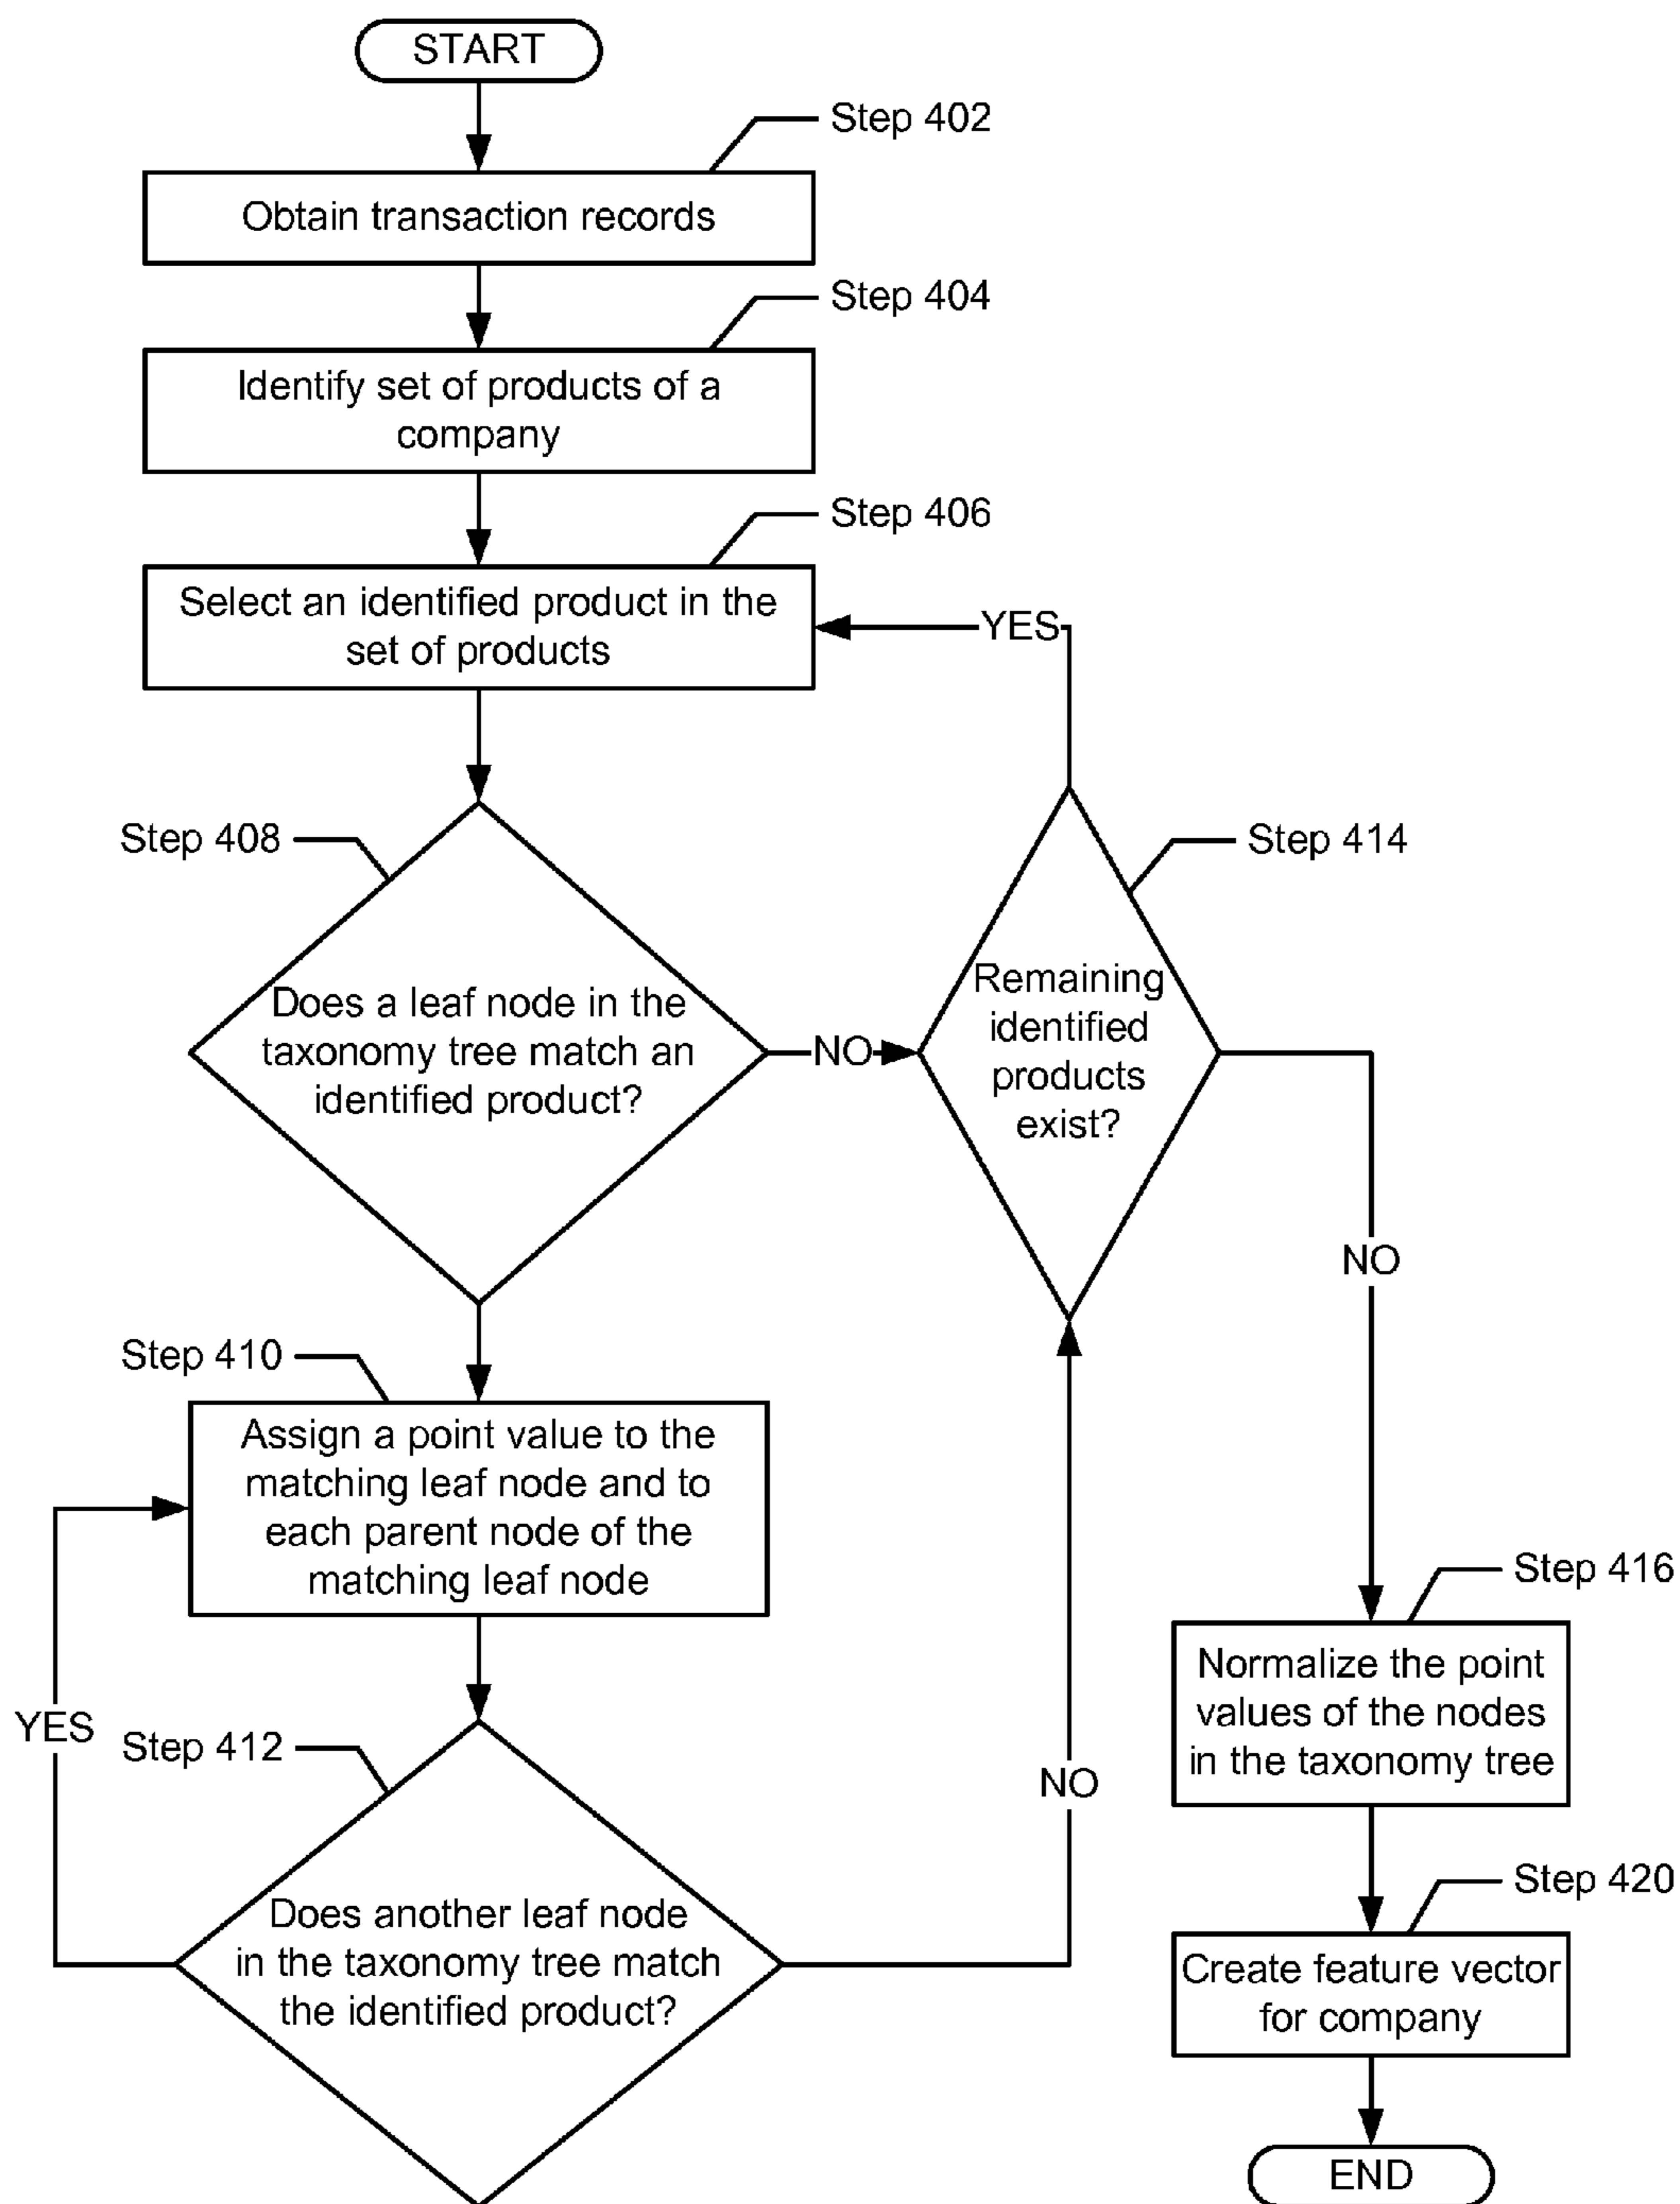 START
Step 402
Obtain transaction records
Step 404
Identify set of products of a
company
Step 406
Select an identified product in the
set of products
YES
Step 408
Does a leaf node in the
taxonomy tree match an
identified product?
NO
Step 414
Remaining
identified
products
exist?
NO
Step 410
Assign a point value to the
matching leaf node and to
each parent node of the
matching leaf node
YES
Step 412
Does another leaf node
in the taxonomy tree match
the identified product?
NO
Step 416
Normalize the point
values of the nodes
in the taxonomy tree
Step 420
Create feature vector
for company
END